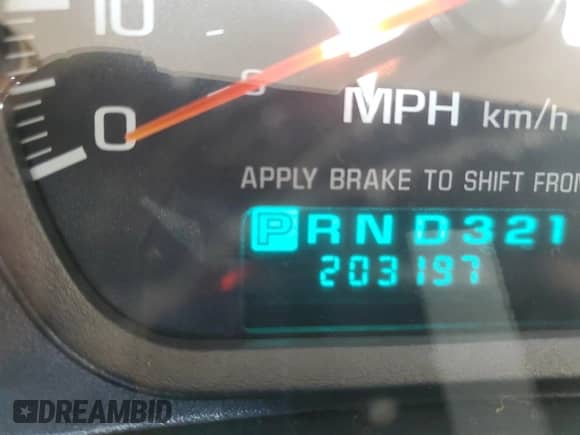 10
0
MPH km/h
APPLY BRAKE TO SHIFT FROM
PRND321
203197
DREAMBID